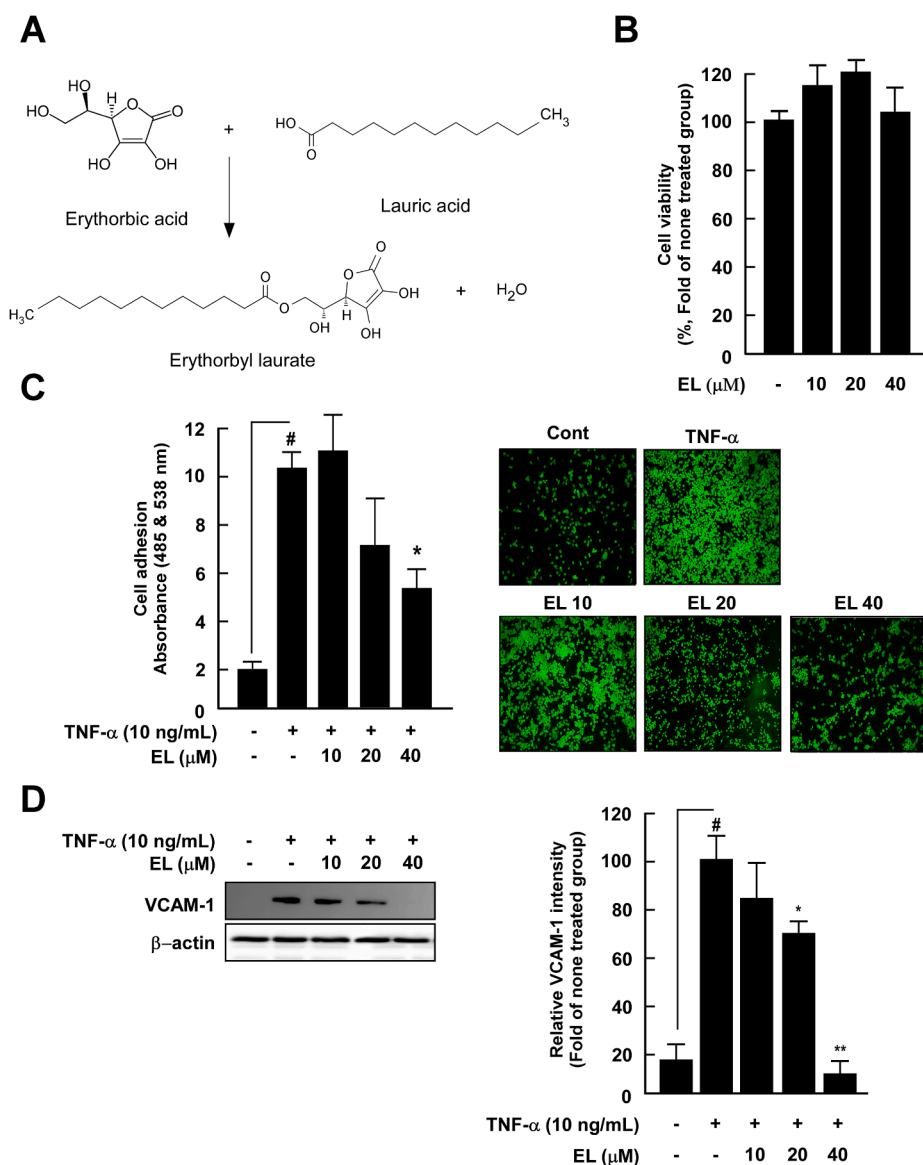 A
HO
HO
H
O
O
HO
OH
+
HO
O
CH3
Erythorbic acid
Lauric acid
H3C
O
O
OH
H
O
O
OH
OH
+
H2O
Erythorbyl laurate
B
Cell viability
(%, Fold of none treated group)
120
100
80
60
40
20
0
EL (μM) - 10 20 40
C
Cell adhesion
Absorbance (485 & 538 nm)
12
10
8
6
4
2
0
#
*
TNF-α (10 ng/mL) - + + + +
EL (μM) - - 10 20 40
Cont TNF-α
EL 10 EL 20 EL 40
D
TNF-α (10 ng/mL) - + + + +
EL (μM) - - 10 20 40
VCAM-1
β–actin
Relative VCAM-1 intensity
(Fold of none treated group)
120
100
80
60
40
20
0
#
*
**
TNF-α (10 ng/mL) - + + + +
EL (μM) - - 10 20 40